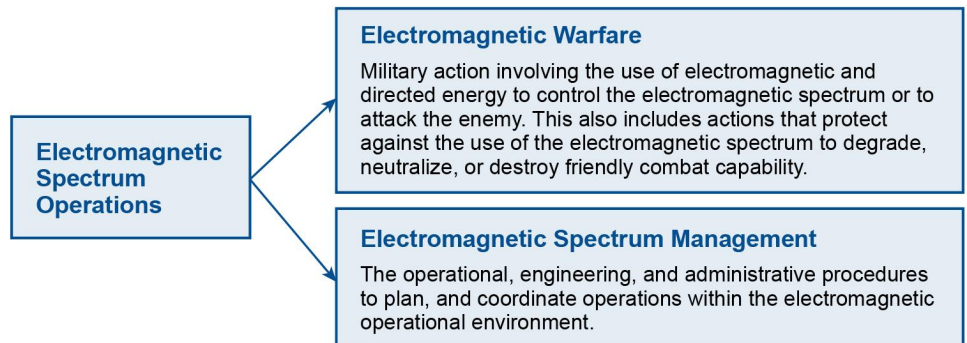 Electromagnetic
Spectrum
Operations
Electromagnetic Warfare
Military action involving the use of electromagnetic and
directed energy to control the electromagnetic spectrum or to
attack the enemy. This also includes actions that protect
against the use of the electromagnetic spectrum to degrade,
neutralize, or destroy friendly combat capability.
Electromagnetic Spectrum Management
The operational, engineering, and administrative procedures
to plan, and coordinate operations within the electromagnetic
operational environment.